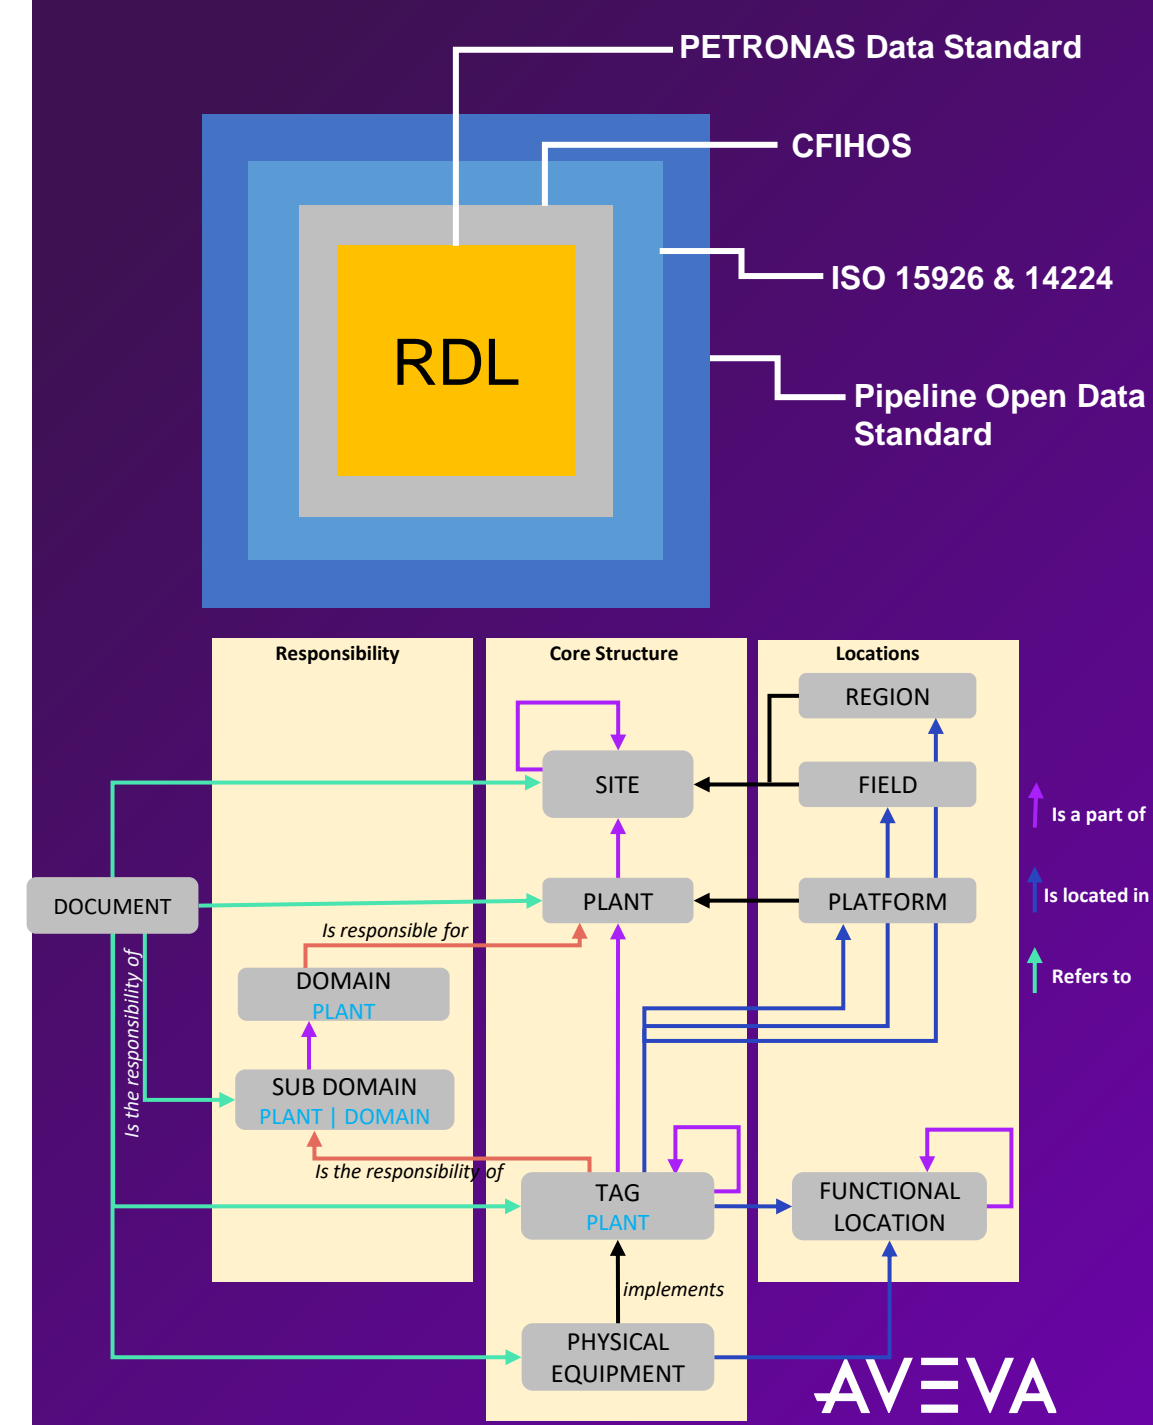 PETRONAS Data Standard
CFIHOS
ISO 15926 & 14224
RDL
Pipeline Open Data
Standard
Responsibility
Core Structure
Locations
REGION
SITE
FIELD
Is a part of
DOCUMENT
PLANT
PLATFORM
Is located in
Is responsible for
DOMAIN
PLANT
Refers to
Is the responsibility of
SUB DOMAIN
PLANT | DOMAIN
Is the responsibility of
TAG
PLANT
FUNCTIONAL
LOCATION
implements
PHYSICAL
EQUIPMENT
AVEVA